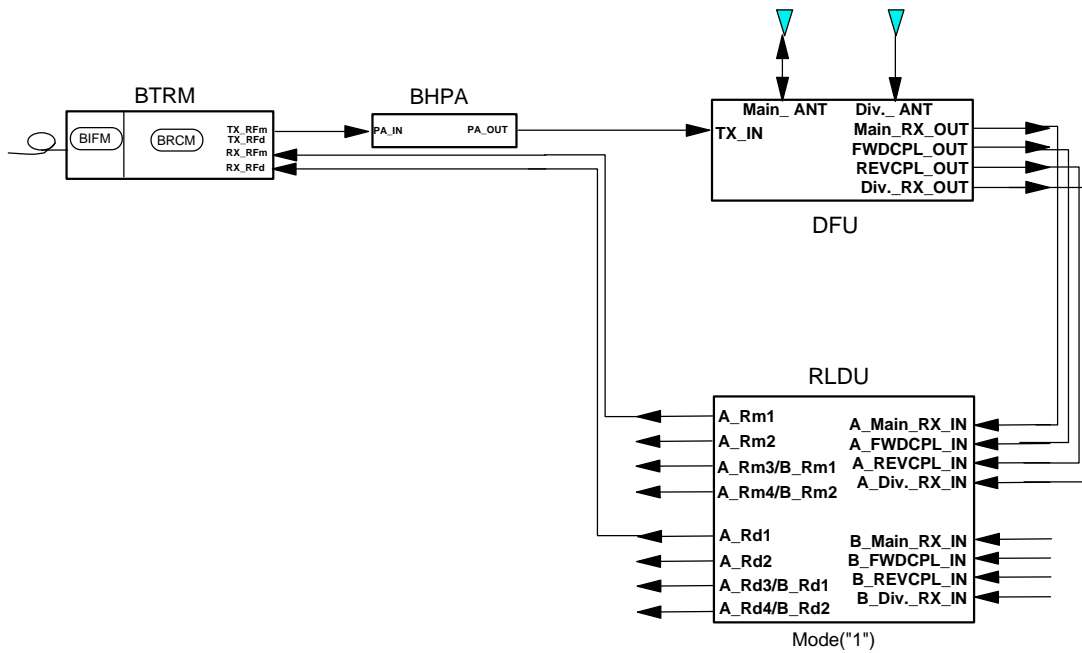 BTRM
BIFM
BRCM
TX_RFm
TX_RFd
RX_RFm
RX_RFd
BHPA
PA_IN
PA_OUT
Main_ ANT
Div._ ANT
TX_IN
Main_RX_OUT
FWDCPL_OUT
REVCPL_OUT
Div._RX_OUT
DFU
RLDU
A_Rm1
A_Rm2
A_Rm3/B_Rm1
A_Rm4/B_Rm2
A_Rd1
A_Rd2
A_Rd3/B_Rd1
A_Rd4/B_Rd2
A_Main_RX_IN
A_FWDCPL_IN
A_REVCPL_IN
A_Div._RX_IN
B_Main_RX_IN
B_FWDCPL_IN
B_REVCPL_IN
B_Div._RX_IN
Mode("1")